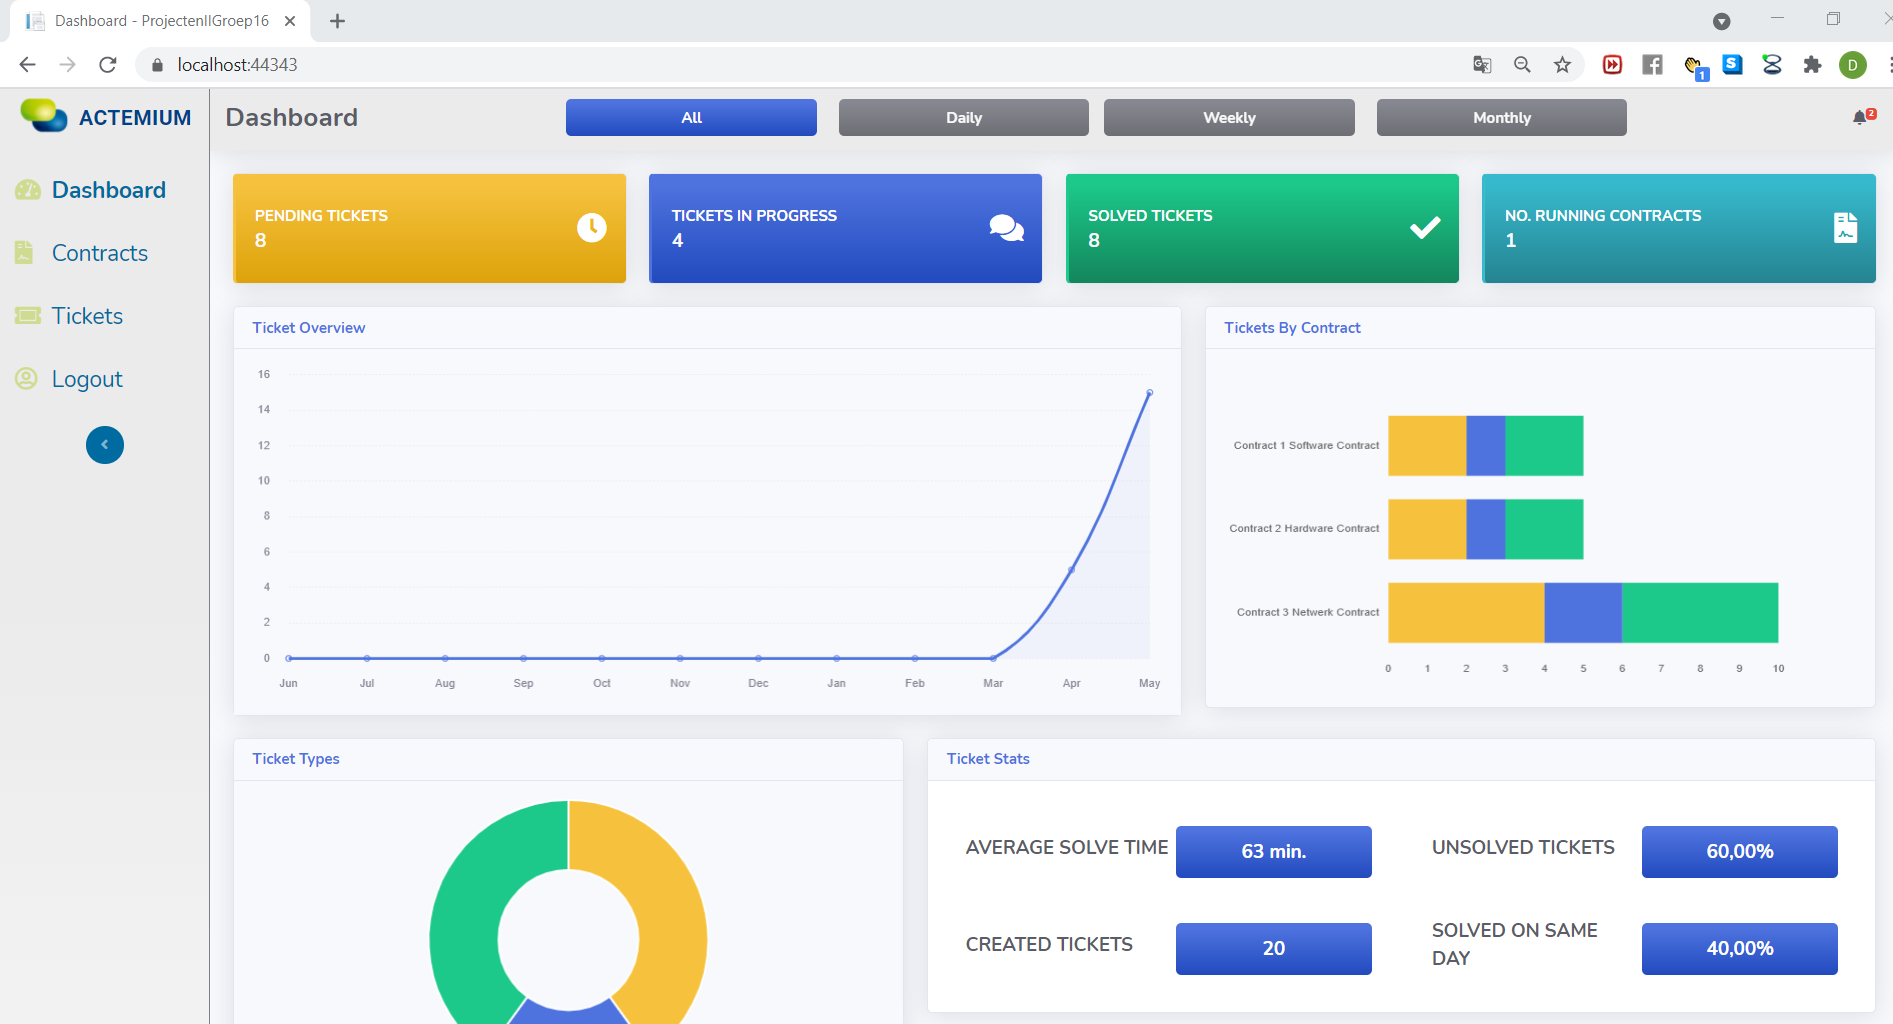 Dashboard - ProjectenIIGroep16
localhost:44343
1
S
D
ACTEMIUM
Dashboard
All
Daily
Weekly
Monthly
2
Dashboard
Contracts
Tickets
Logout
PENDING TICKETS
8
TICKETS IN PROGRESS
4
SOLVED TICKETS
8
NO. RUNNING CONTRACTS
1
Ticket Overview
16
14
12
10
8
6
4
2
0
Jun Jul Aug Sep Oct Nov Dec Jan Feb Mar Apr May
Tickets By Contract
Contract 1 Software Contract
Contract 2 Hardware Contract
Contract 3 Netwerk Contract
0 1 2 3 4 5 6 7 8 9 10
Ticket Types
Ticket Stats
AVERAGE SOLVE TIME
63 min.
UNSOLVED TICKETS
60,00%
CREATED TICKETS
20
SOLVED ON SAME
DAY
40,00%